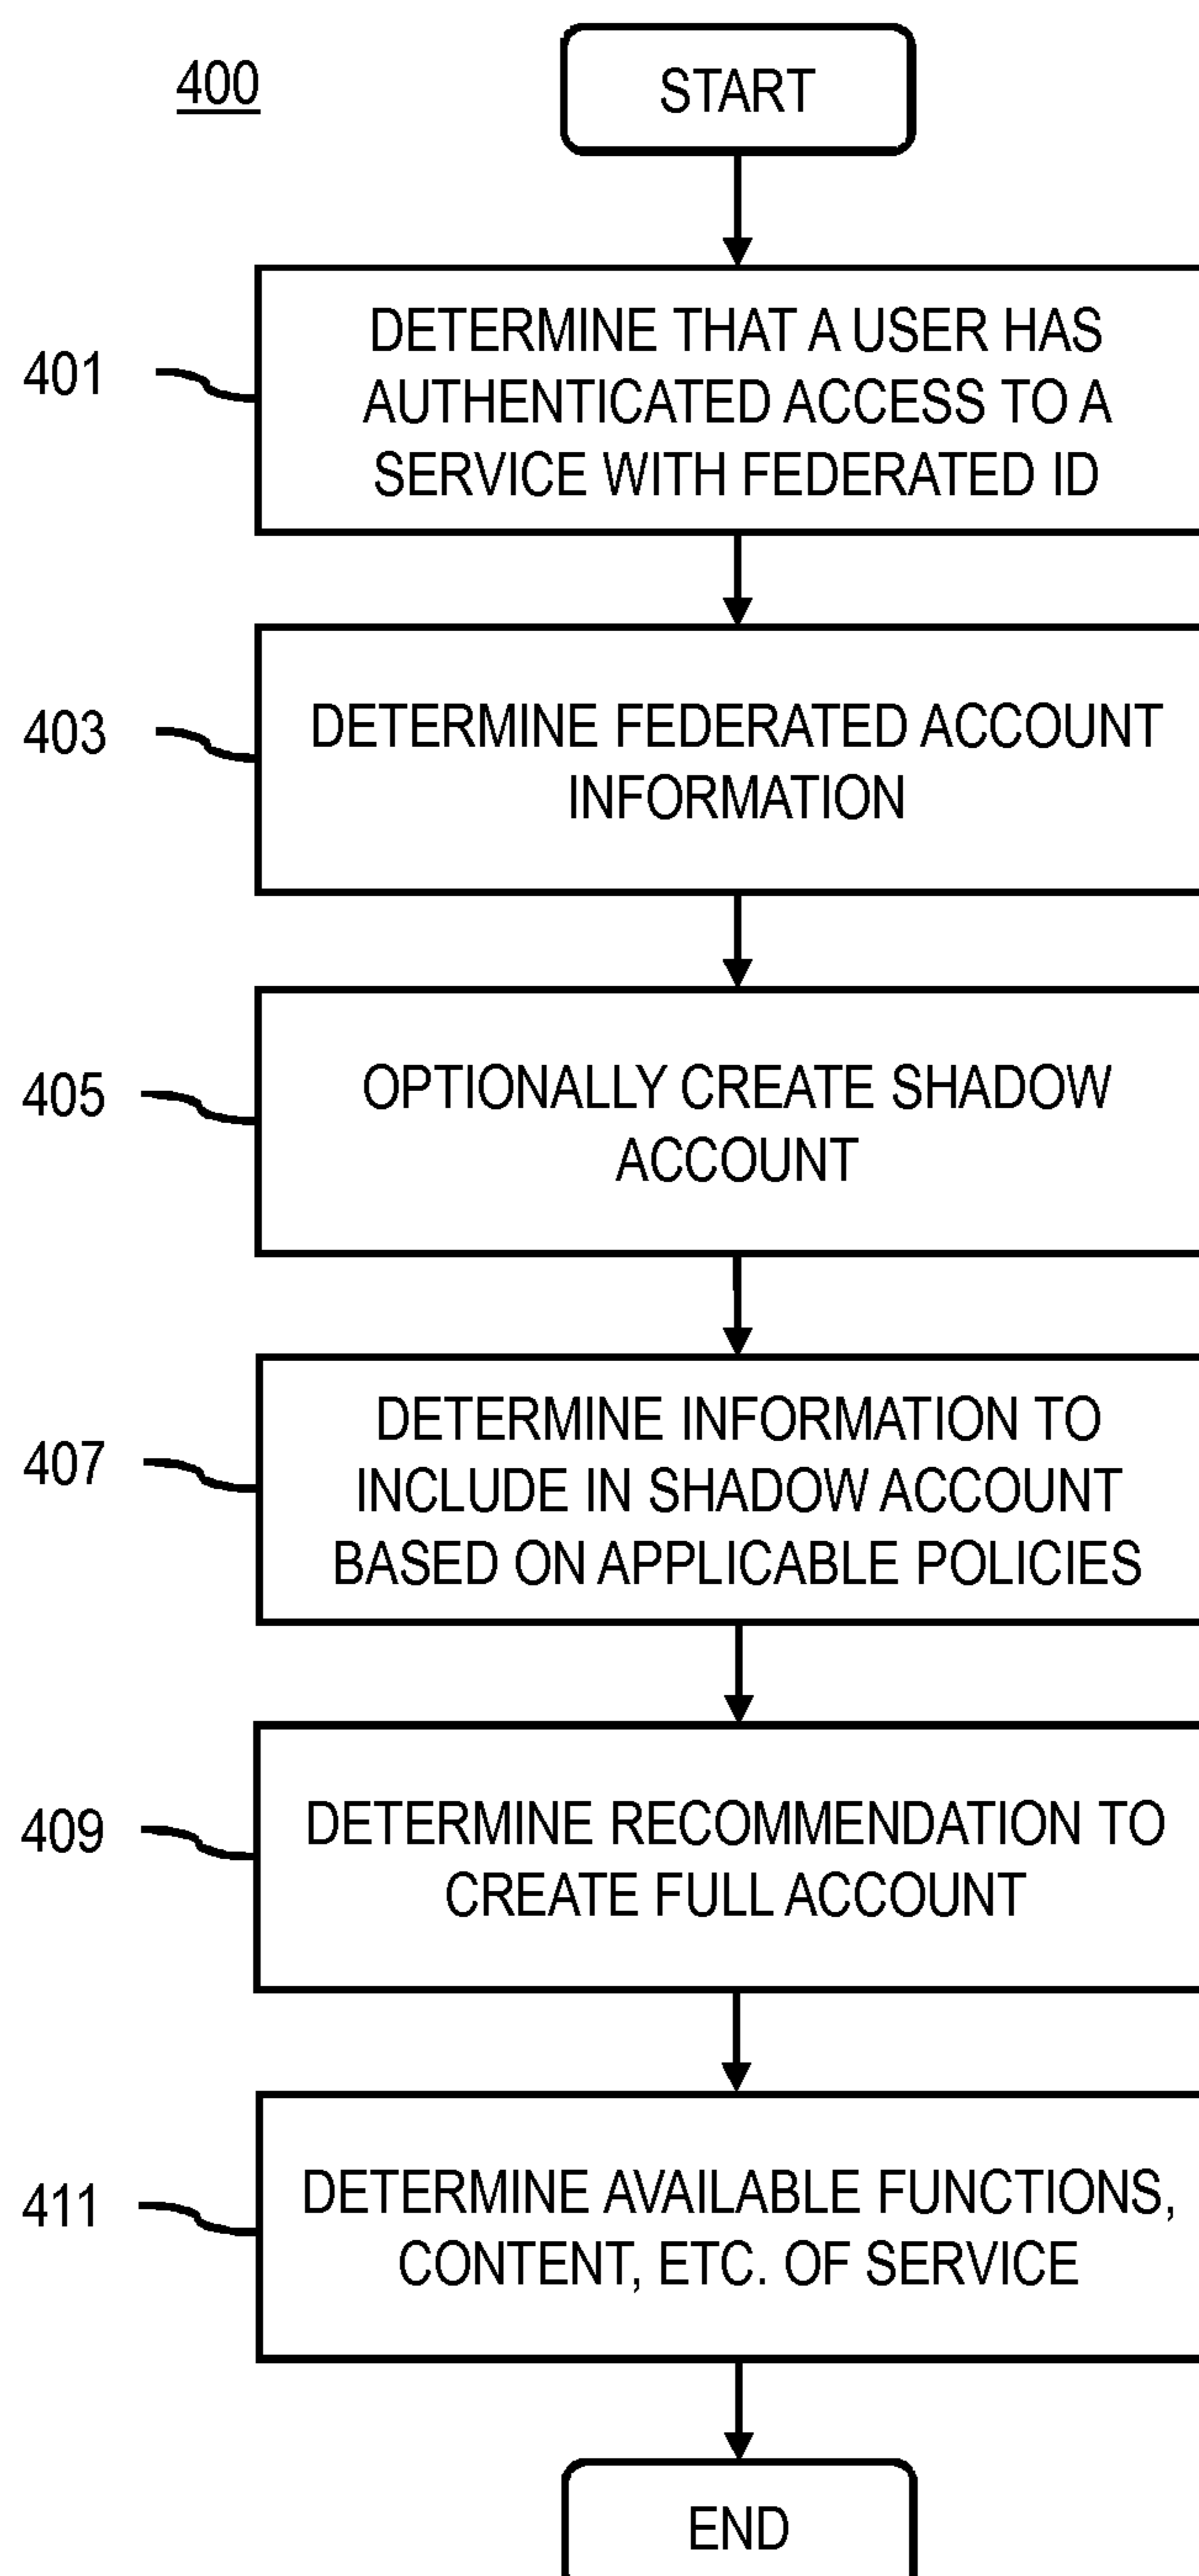 400
START
401
DETERMINE THAT A USER HAS
AUTHENTICATED ACCESS TO A
SERVICE WITH FEDERATED ID
403
DETERMINE FEDERATED ACCOUNT
INFORMATION
405
OPTIONALLY CREATE SHADOW
ACCOUNT
407
DETERMINE INFORMATION TO
INCLUDE IN SHADOW ACCOUNT
BASED ON APPLICABLE POLICIES
409
DETERMINE RECOMMENDATION TO
CREATE FULL ACCOUNT
411
DETERMINE AVAILABLE FUNCTIONS,
CONTENT, ETC. OF SERVICE
END